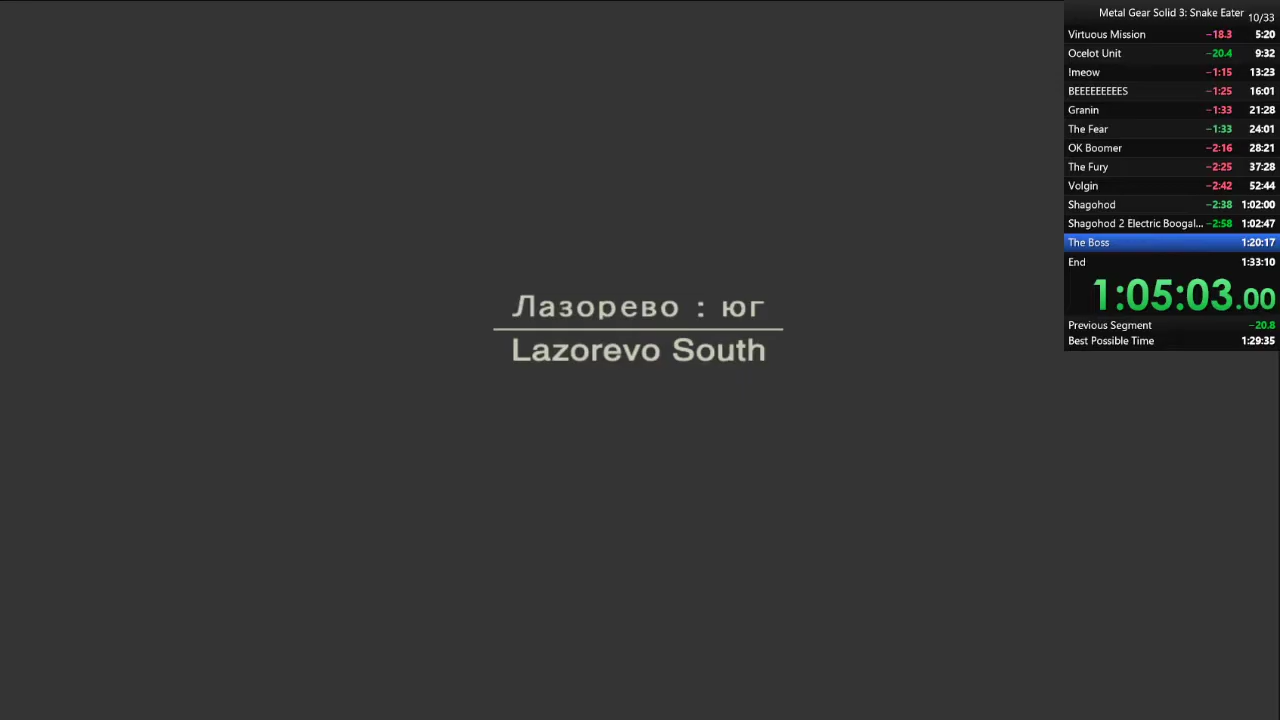 Лазорево : юг
Lazorevo South
Metal Gear Solid 3: Snake Eater 10/33
Virtuous Mission −18.3 5:20
Ocelot Unit −20.4 9:32
!meow −1:15 13:23
BEEEEEEEEES −1:25 16:01
Granin −1:33 21:28
The Fear −1:33 24:01
OK Boomer −2:16 28:21
The Fury −2:25 37:28
Volgin −2:42 52:44
Shagohod −2:38 1:02:00
Shagohod 2 Electric Boogal... −2:58 1:02:47
The Boss 1:20:17
End 1:33:10
1:05:03.00
Previous Segment −20.8
Best Possible Time 1:29:35